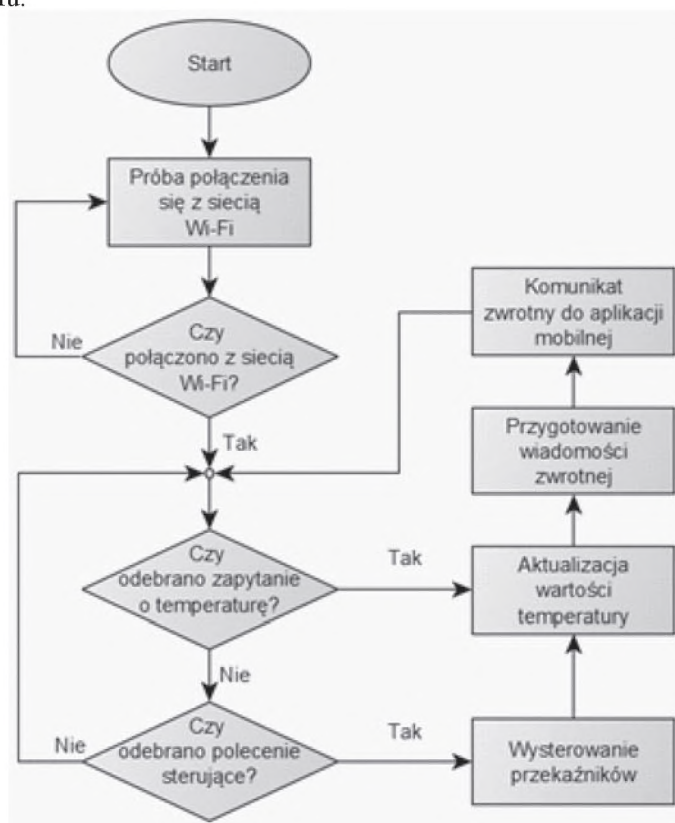 Start
Próba połączenia
się z siecią
Wi-Fi
Czy
połączono z siecią
Wi-Fi?
Nie
Tak
Komunikat
zwrotny do aplikacji
mobilnej
Przygotowanie
wiadomości
zwrotnej
Czy
odebrano zapytanie
o temperaturę?
Tak
Aktualizacja
wartości
temperatury
Nie
Czy
odebrano polecenie
sterujące?
Nie
Tak
Wysterowanie
przekaźników